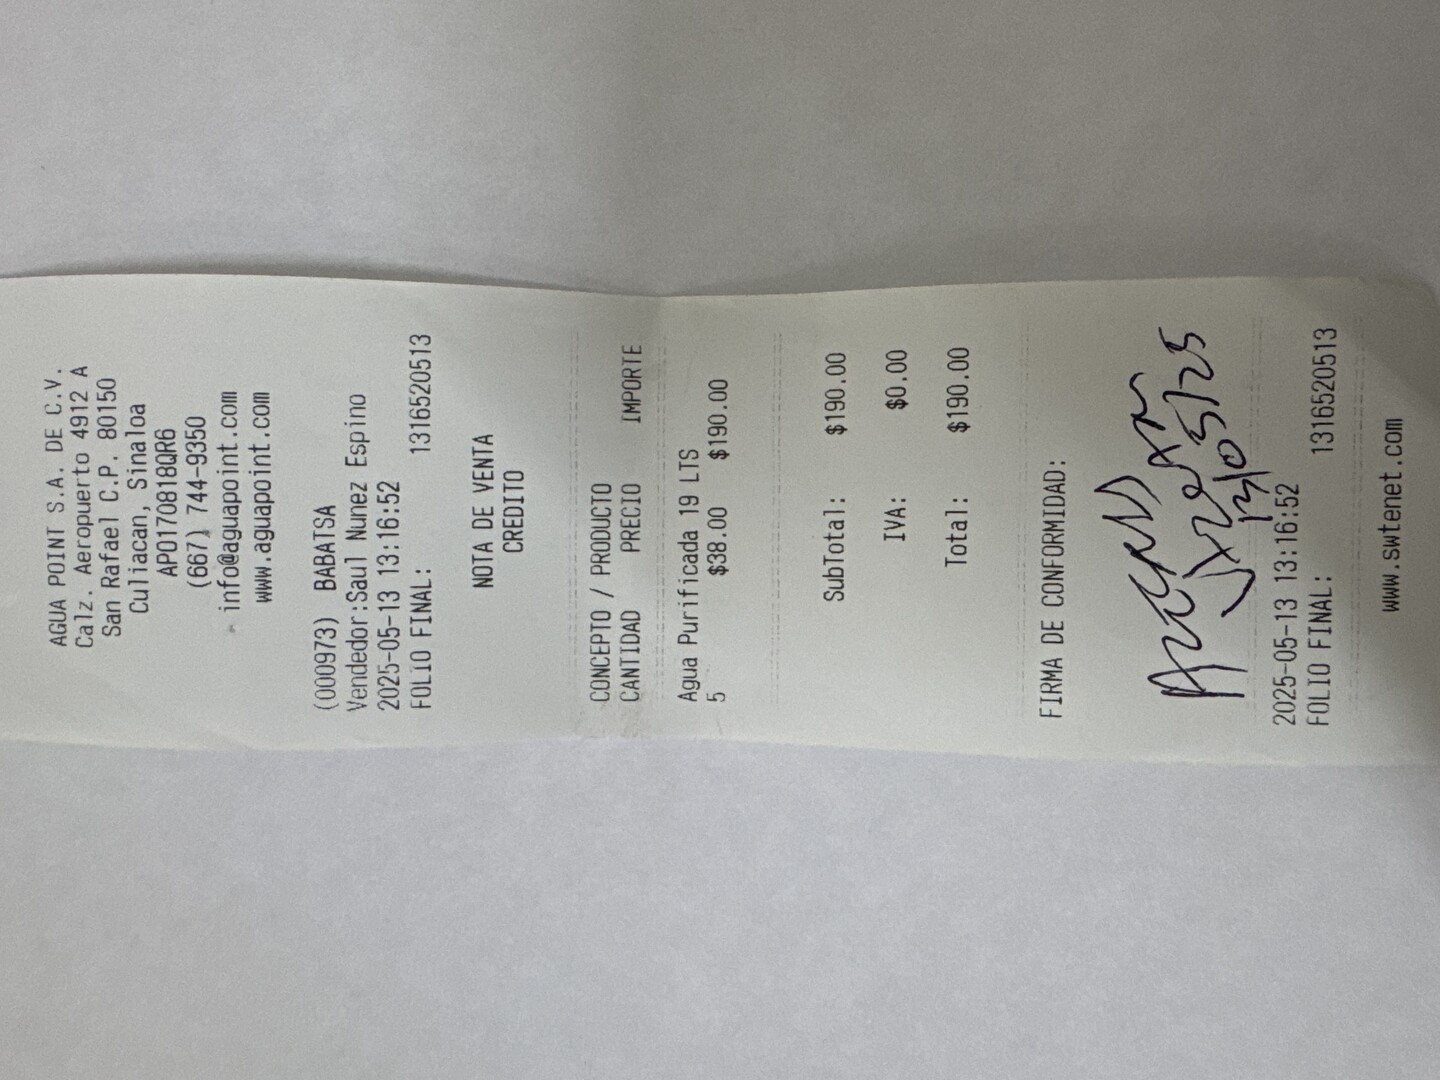 AGUA POINT S.A. DE C.V.
Calz. Aeropuerto 4912 A
San Rafael C.P. 80150
Culiacan, Sinaloa
APO170818QR6
(667) 744-9350
info@aguapoint.com
www.aguapoint.com
(000973) BABATSA
Vendedor:Saul Nunez Espino
2025-05-13 13:16:52
FOLIO FINAL: 1316520513
NOTA DE VENTA
CREDITO
CONCEPTO / PRODUCTO
CANTIDAD PRECIO IMPORTE
Agua Purificada 19 LTS
5 $38.00 $190.00
SubTotal: $190.00
IVA: $0.00
Total: $190.00
FIRMA DE CONFORMIDAD:
13/05/25
2025-05-13 13:16:52
FOLIO FINAL: 1316520513
www.swtenet.com